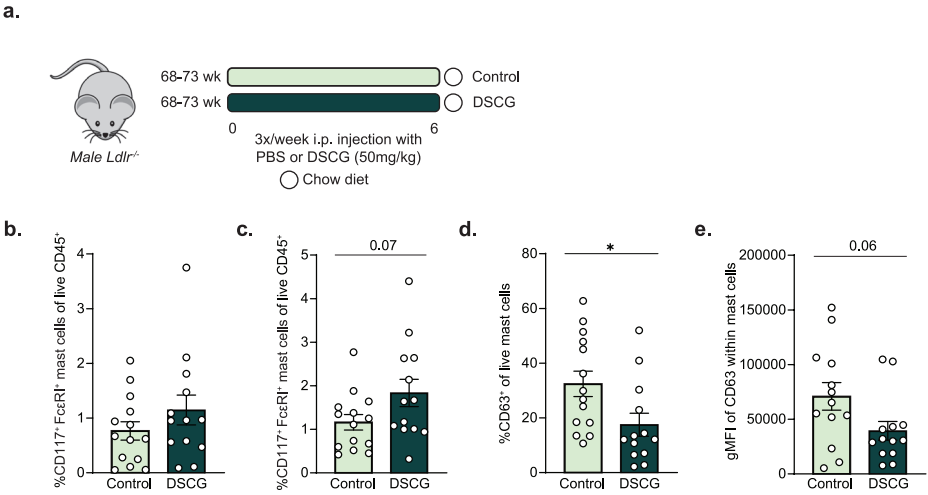 a.
68-73 wk
Control
68-73 wk
DSCG
0
6
3x/week i.p. injection with
PBS or DSCG (50mg/kg)
Chow diet
Male Ldlr-/-
b.
%CD117+ FcεRI+ mast cells of live CD45+
4
3
2
1
0
Control
DSCG
c.
%CD117+ FcεRI+ mast cells of live CD45+
0.07
5
4
3
2
1
0
Control
DSCG
d.
%CD63+ of live mast cells
*
80
60
40
20
0
Control
DSCG
e.
gMFI of CD63 within mast cells
0.06
200000
150000
100000
50000
0
Control
DSCG